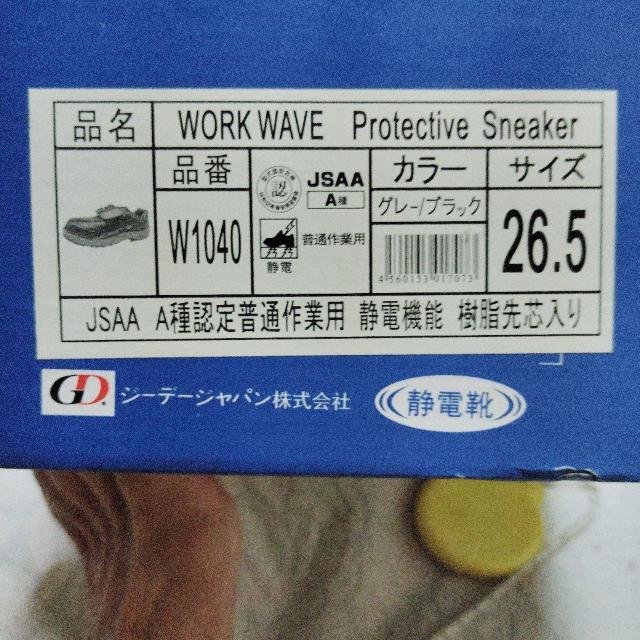 品名 WORK WAVE Protective Sneaker
品番 JSAA カラー サイズ
認
A種
W1040 グレー/ブラック 26.5
普通作業用
静電
4560153017073
JSAA A種認定普通作業用 静電機能 樹脂先芯入り
GD ジーデージャパン株式会社 静電靴